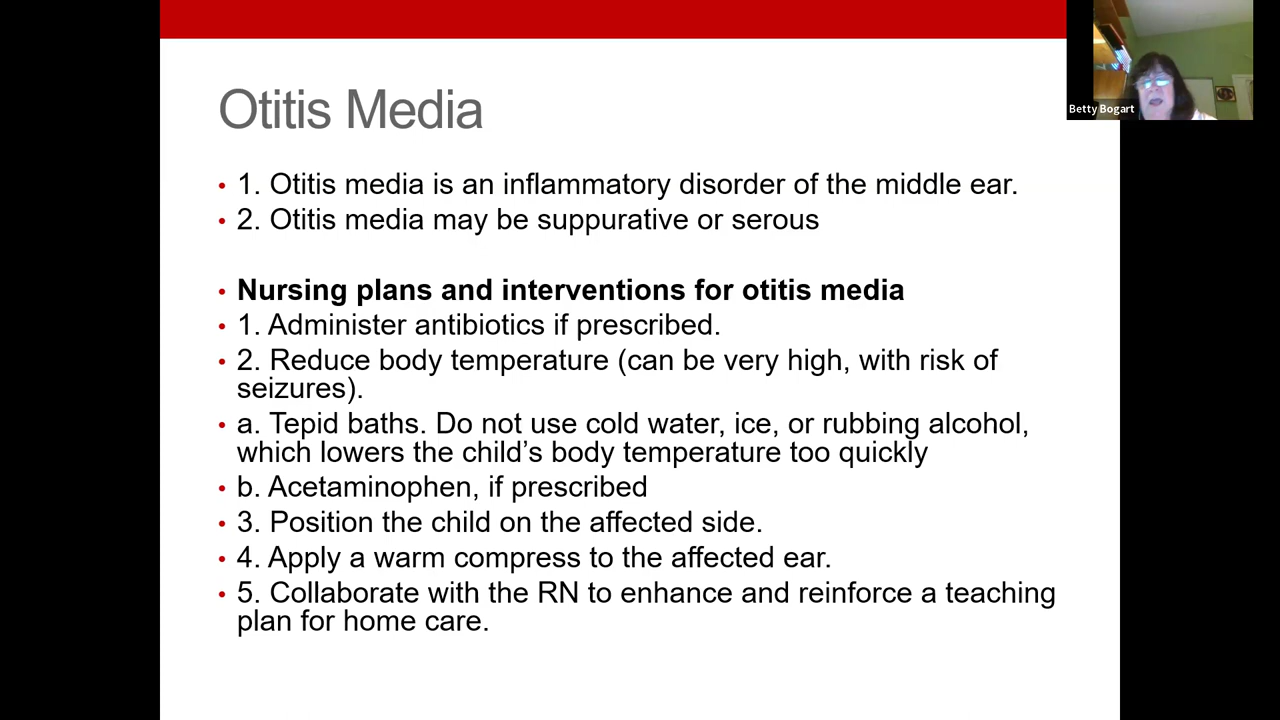 Betty Bogart
Otitis Media
• 1. Otitis media is an inflammatory disorder of the middle ear.
• 2. Otitis media may be suppurative or serous
• Nursing plans and interventions for otitis media
• 1. Administer antibiotics if prescribed.
• 2. Reduce body temperature (can be very high, with risk of
seizures).
• a. Tepid baths. Do not use cold water, ice, or rubbing alcohol,
which lowers the child’s body temperature too quickly
• b. Acetaminophen, if prescribed
• 3. Position the child on the affected side.
• 4. Apply a warm compress to the affected ear.
• 5. Collaborate with the RN to enhance and reinforce a teaching
plan for home care.